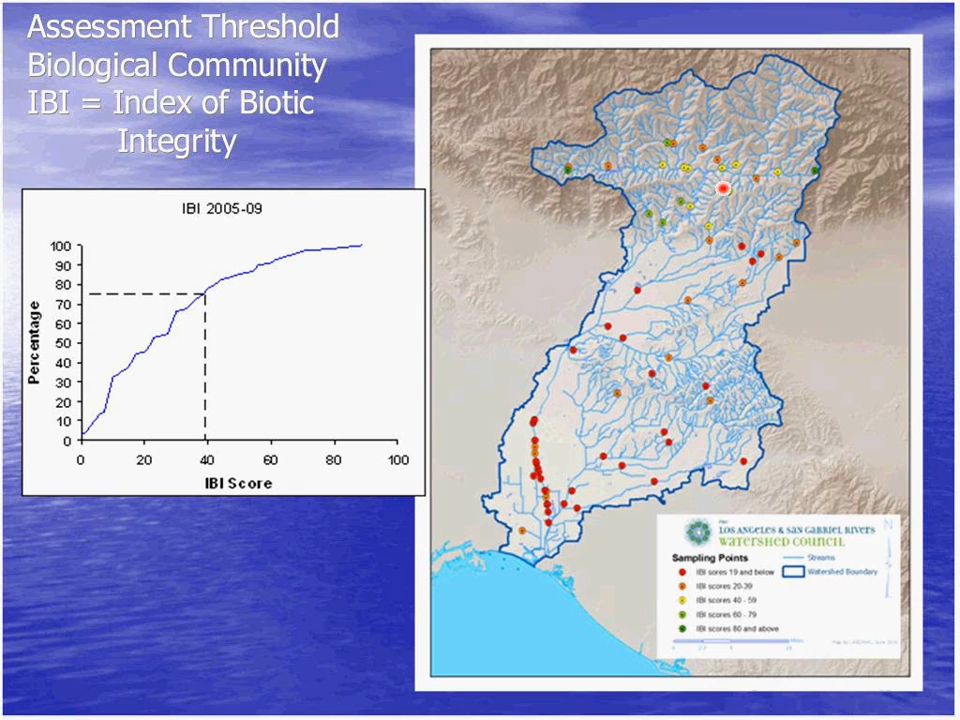 Assessment Threshold
Biological Community
IBI = Index of Biotic
Integrity
IBI 2005-09
Percentage
100
90
80
70
60
50
40
30
20
10
0
0 20 40 60 80 100
IBI Score
N
LOS ANGELES & SAN GABRIEL RIVERS
WATERSHED COUNCIL
Sampling Points
IBI sores 19 and below
IBI scores 20-39
IBI scores 40 - 59
IBI scores 60 - 79
IBI scores 80 and above
Streams
Watershed Boundary